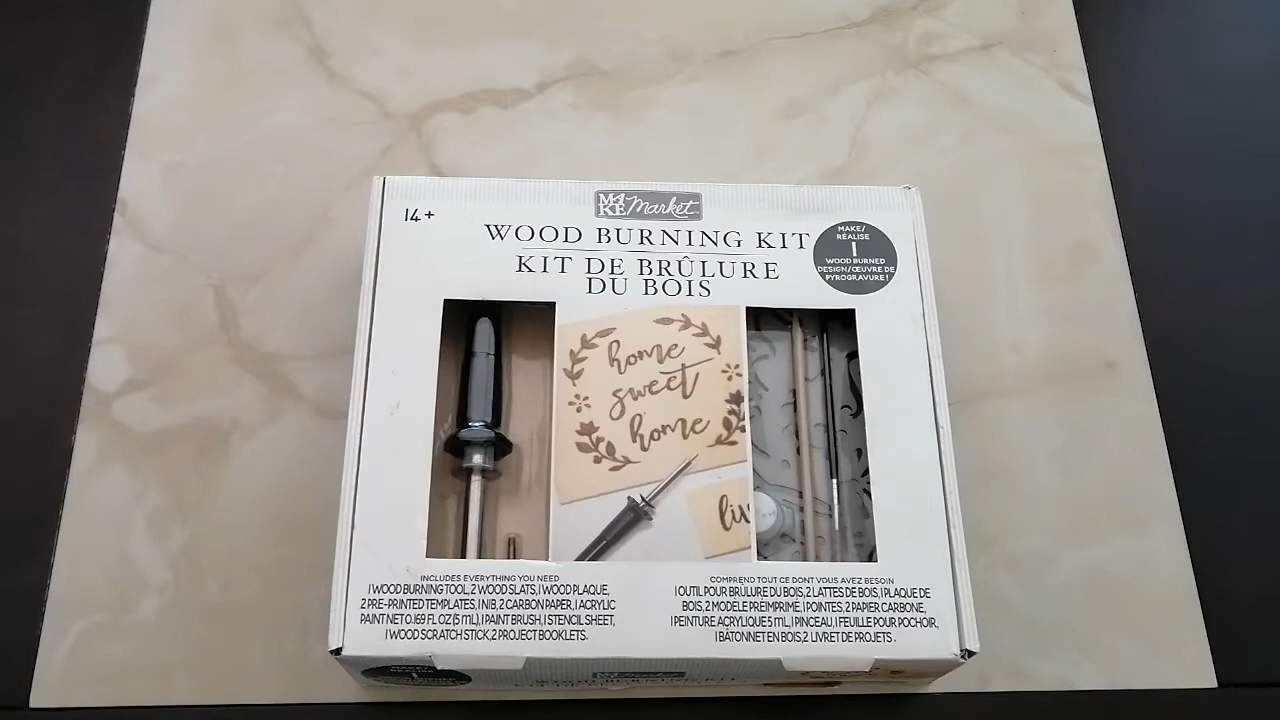 14+
MAKE Market
WOOD BURNING KIT
KIT DE BRÛLURE
DU BOIS
MAKE/
RÉALISE
1
WOOD BURNED
DESIGN/ŒUVRE DE
PYROGRAVURE!
home
sweet
home
INCLUDES EVERYTHING YOU NEED
1 WOOD BURNING TOOL, 2 WOOD SLATS, 1 WOOD PLAQUE,
2 PRE-PRINTED TEMPLATES, 1 NIB, 2 CARBON PAPER, 1 ACRYLIC
PAINT NET 0.169 FL OZ (5 mL), 1 PAINT BRUSH, 1 STENCIL SHEET,
1 WOOD SCRATCH STICK, 2 PROJECT BOOKLETS.
COMPREND TOUT CE DONT VOUS AVEZ BESOIN
1 OUTIL POUR BRÛLURE DU BOIS, 2 LATTES DE BOIS, 1 PLAQUE DE
BOIS, 2 MODÈLE PRÉIMPRIMÉ, 1 POINTES, 2 PAPIER CARBONE,
1 PEINTURE ACRYLIQUE 5 mL, 1 PINCEAU, 1 FEUILLE POUR POCHOIR,
1 BÂTONNET EN BOIS, 2 LIVRET DE PROJETS.
MAKE/
RÉALISE
MAKE Market